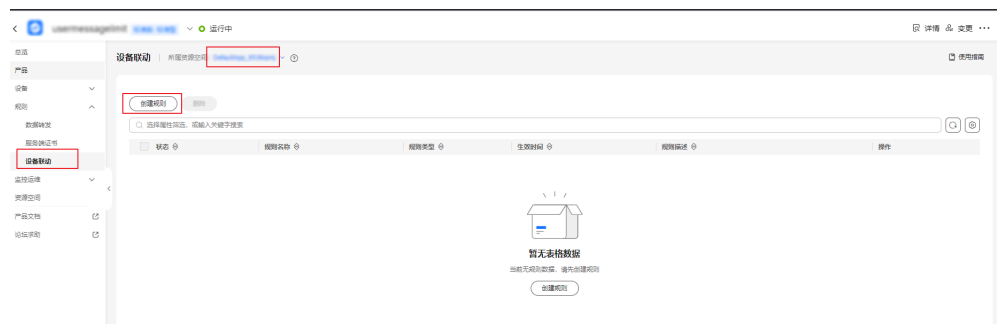 usermessagelimit 运行中 详情 变更
总览
设备联动 所属资源空间 使用指南
产品
设备
规则
创建规则 删除
数据转发
选择属性筛选，或输入关键字搜索
服务端证书
状态 规则名称 规则类型 生效时间 规则描述 操作
设备联动
监控运维
资源空间
产品文档
论坛求助
暂无表格数据
当前无规则数据，请先创建规则
创建规则